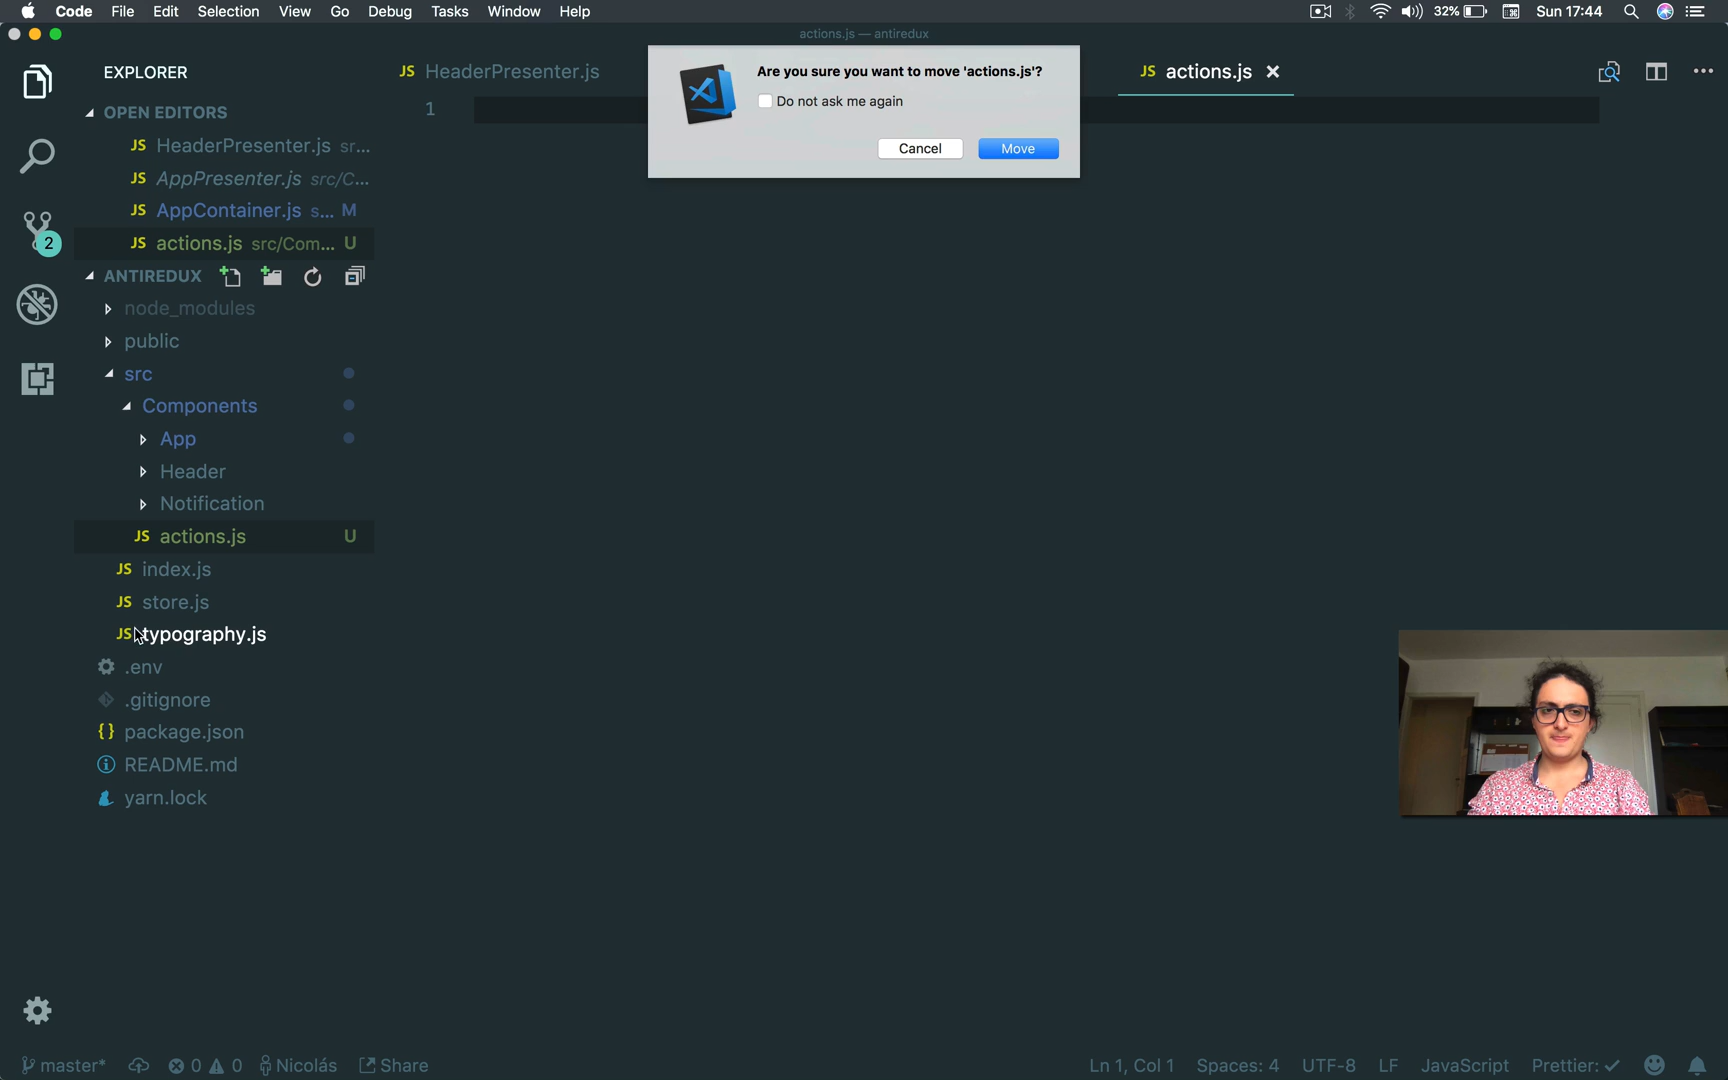 Code File Edit Selection View Go Debug Tasks Window Help
32% Sun 17:44
actions.js — antiredux
EXPLORER
JS HeaderPresenter.js
JS actions.js
Are you sure you want to move 'actions.js'?
Do not ask me again
Cancel
Move
1
OPEN EDITORS
JS HeaderPresenter.js sr...
JS AppPresenter.js src/C...
JS AppContainer.js s... M
JS actions.js src/Com... U
2
ANTIREDUX
node_modules
public
src
Components
App
Header
Notification
JS actions.js U
JS index.js
JS store.js
JS typography.js
.env
.gitignore
{} package.json
README.md
yarn.lock
master* 0 0 Nicolás Share
Ln 1, Col 1 Spaces: 4 UTF-8 LF JavaScript Prettier: ✓